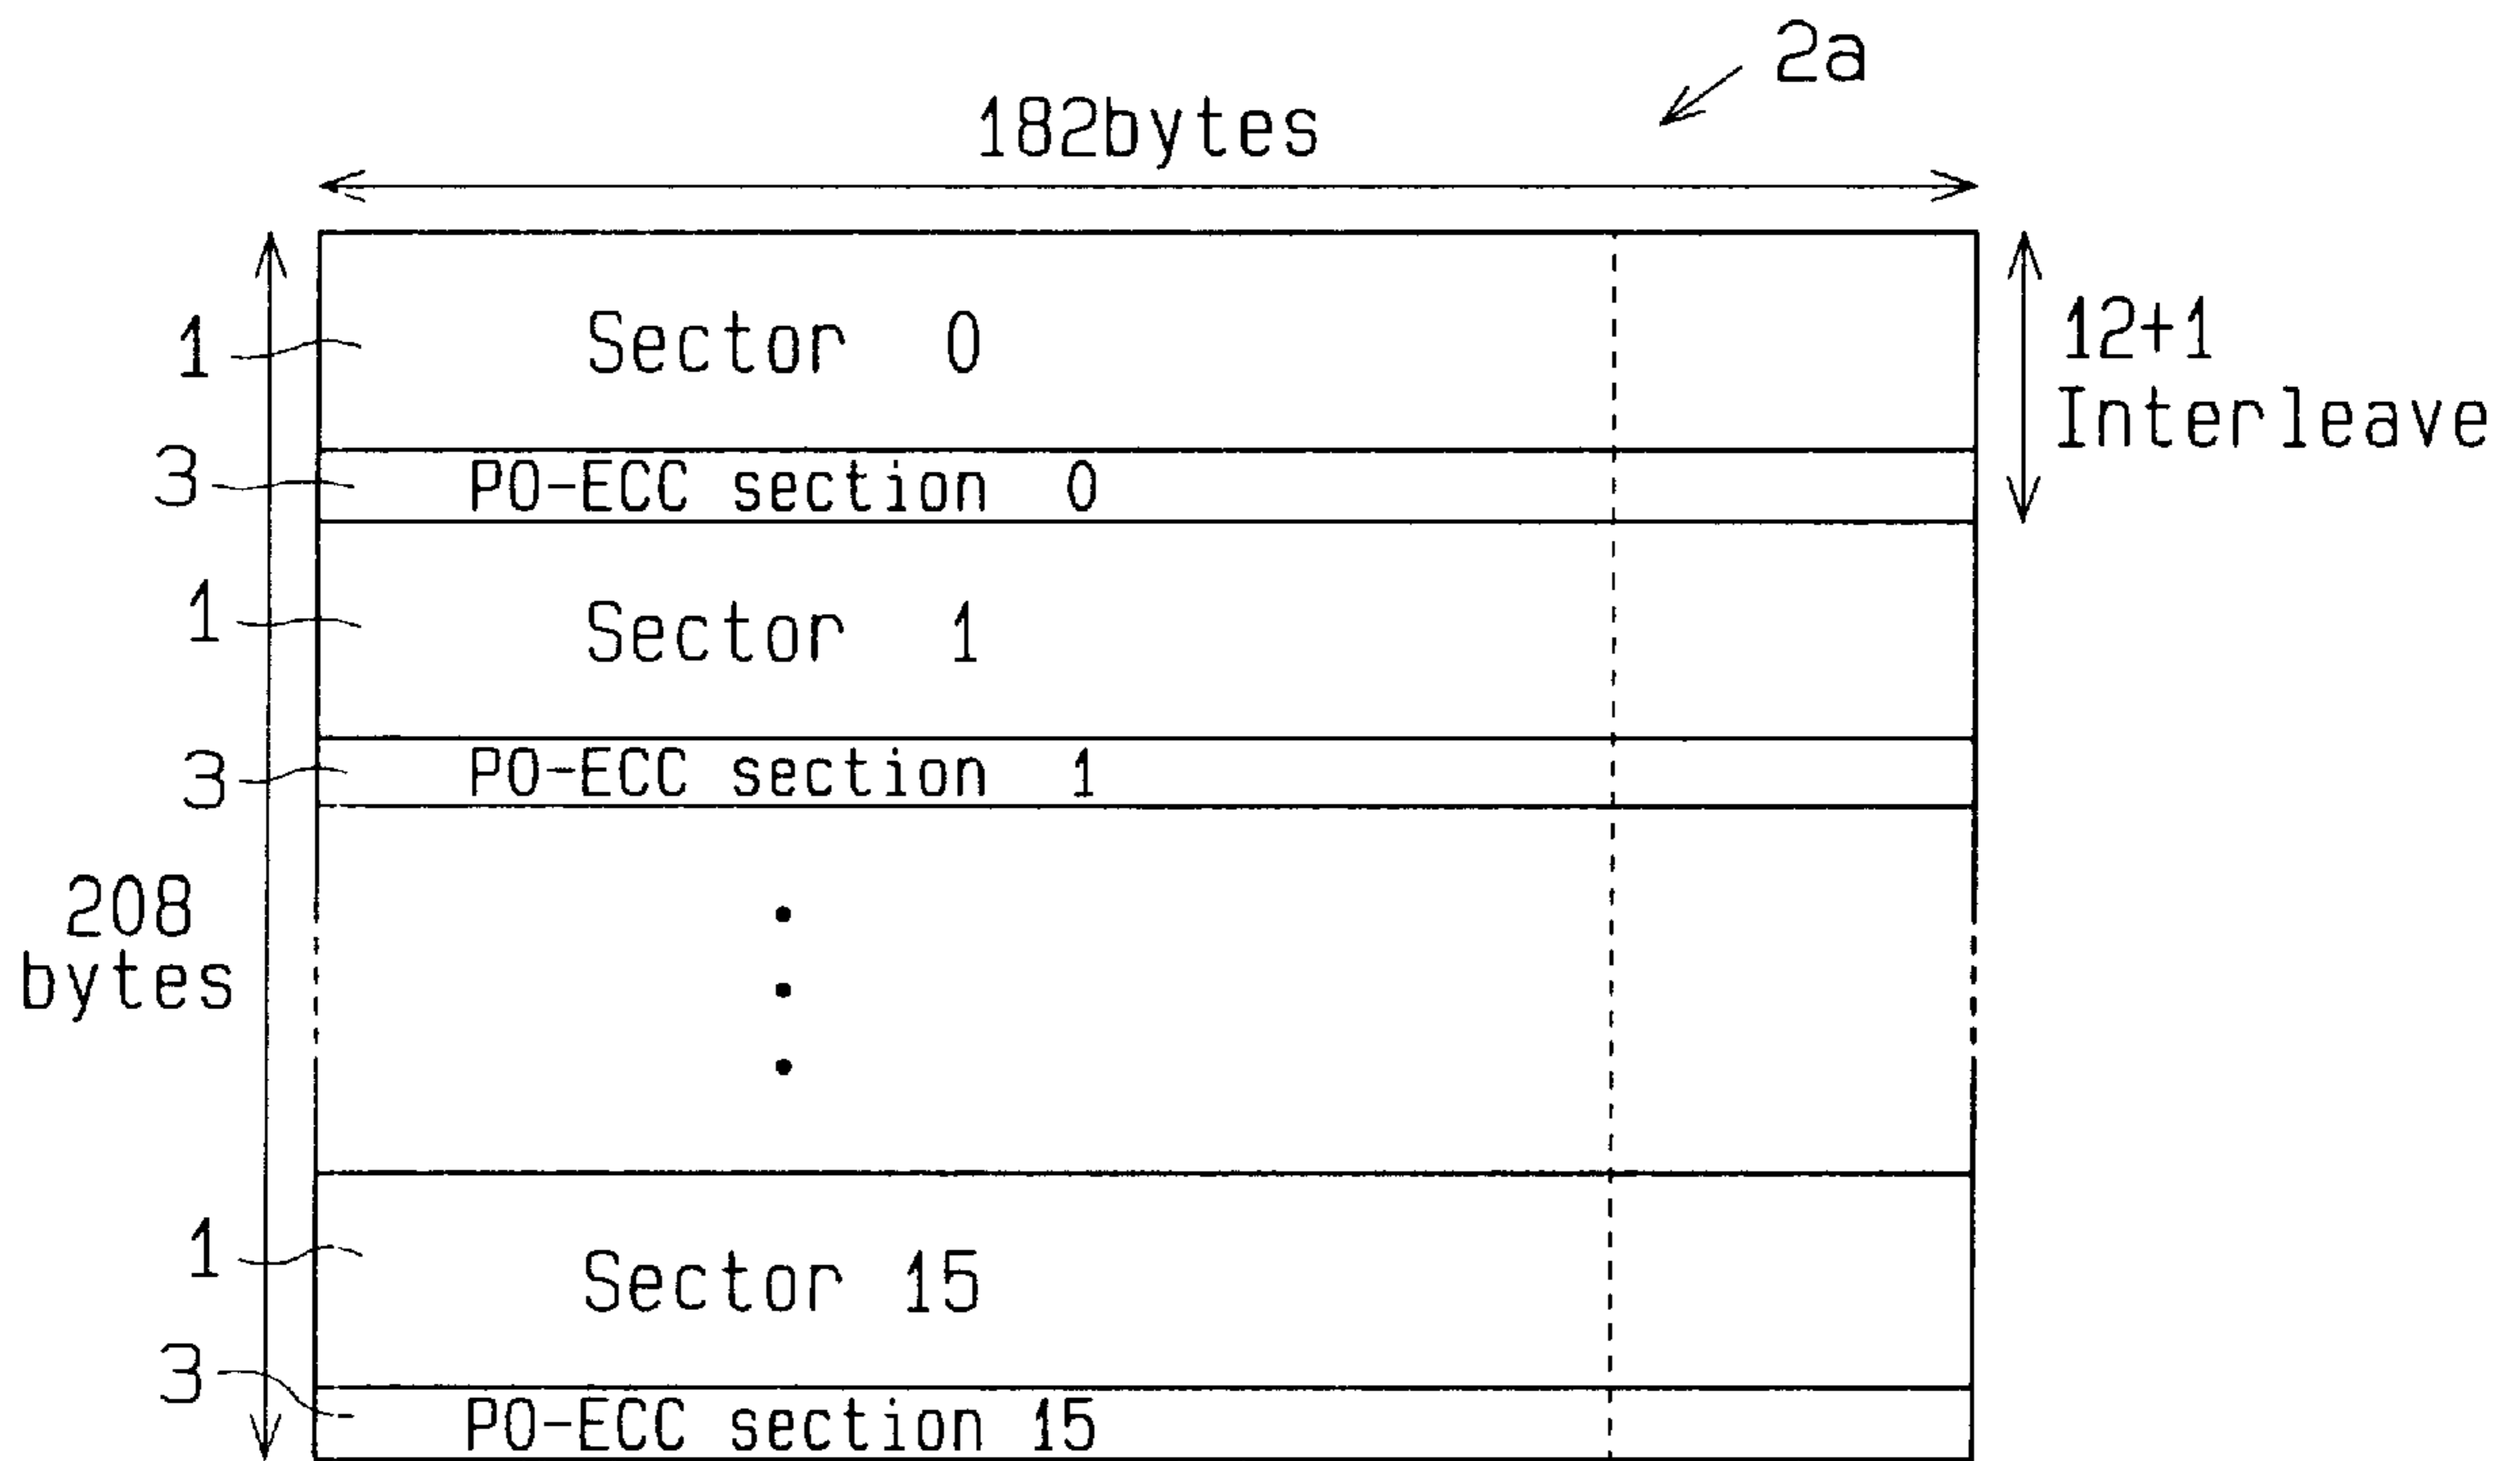 2a
182bytes
1
Sector 0
12+1
Interleave
3
PO-ECC section 0
1
Sector 1
3
PO-ECC section 1
208
bytes
1
Sector 15
3
PO-ECC section 15